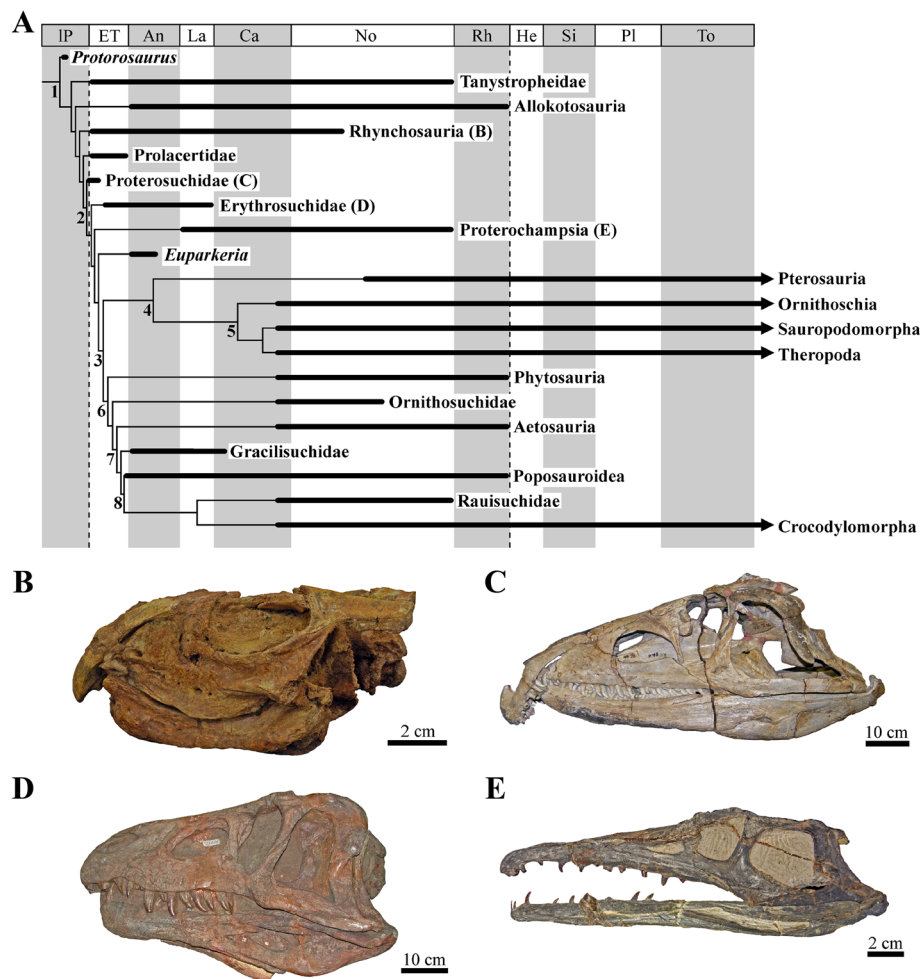 A
lP ET An La Ca No Rh He Si Pl To
Protorosaurus
1
Tanystropheidae
Allokotosauria
Rhynchosauria (B)
Prolacertidae
Proterosuchidae (C)
2
Erythrosuchidae (D)
Proterochampsia (E)
Euparkeria
Pterosauria
4
Ornithoschia
5
Sauropodomorpha
3
Theropoda
Phytosauria
6
Ornithosuchidae
Aetosauria
7
Gracilisuchidae
Poposauroidea
8
Rauisuchidae
Crocodylomorpha
B
2 cm
C
10 cm
D
10 cm
E
2 cm